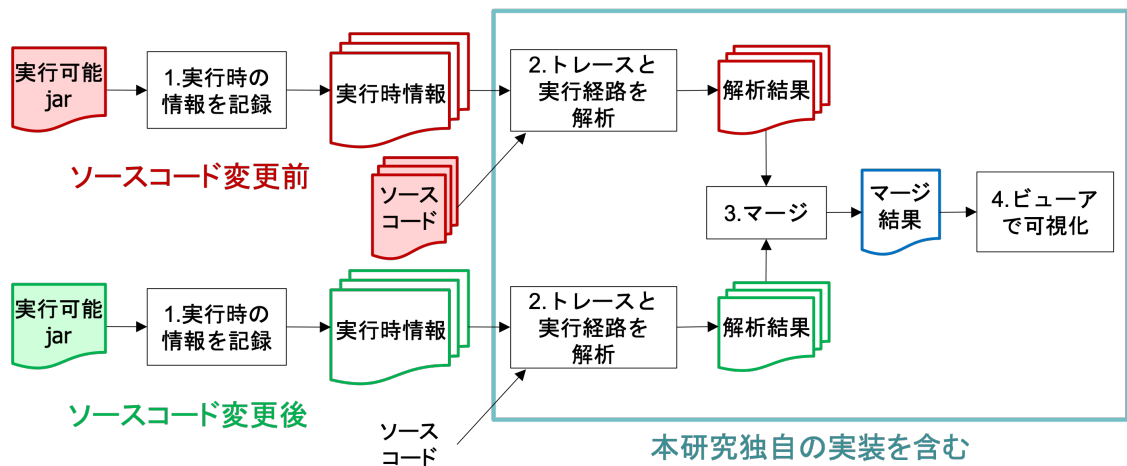 実行可能
jar
1.実行時の
情報を記録
実行時情報
2.トレースと
実行経路を
解析
解析結果
ソースコード変更前
ソース
コード
3.マージ
マージ
結果
4.ビューア
で可視化
実行可能
jar
1.実行時の
情報を記録
実行時情報
2.トレースと
実行経路を
解析
解析結果
ソースコード変更後
ソース
コード
本研究独自の実装を含む